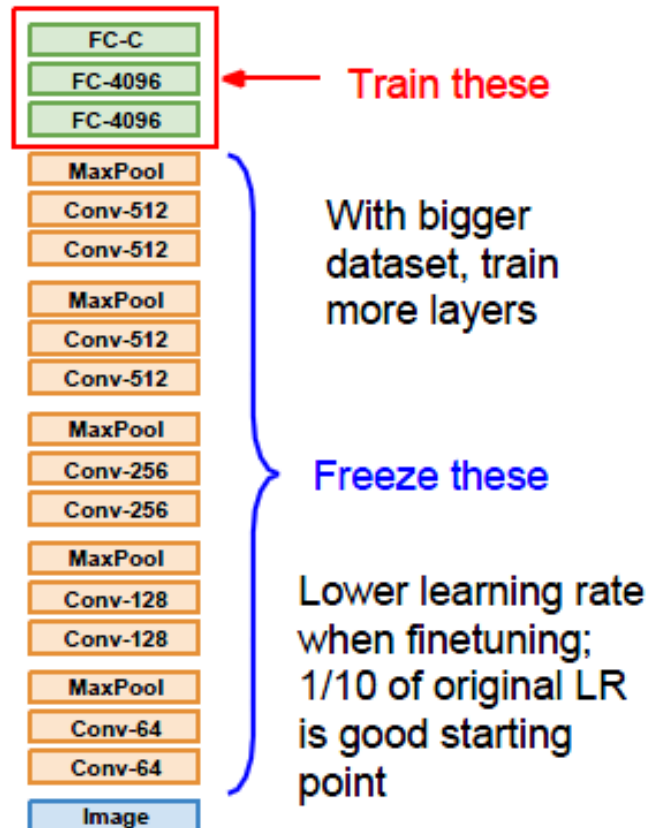 FC-C
FC-4096
FC-4096
Train these
MaxPool
Conv-512
Conv-512
With bigger
dataset, train
more layers
MaxPool
Conv-512
Conv-512
MaxPool
Conv-256
Conv-256
Freeze these
MaxPool
Conv-128
Conv-128
Lower learning rate
when finetuning;
1/10 of original LR
is good starting
point
MaxPool
Conv-64
Conv-64
Image